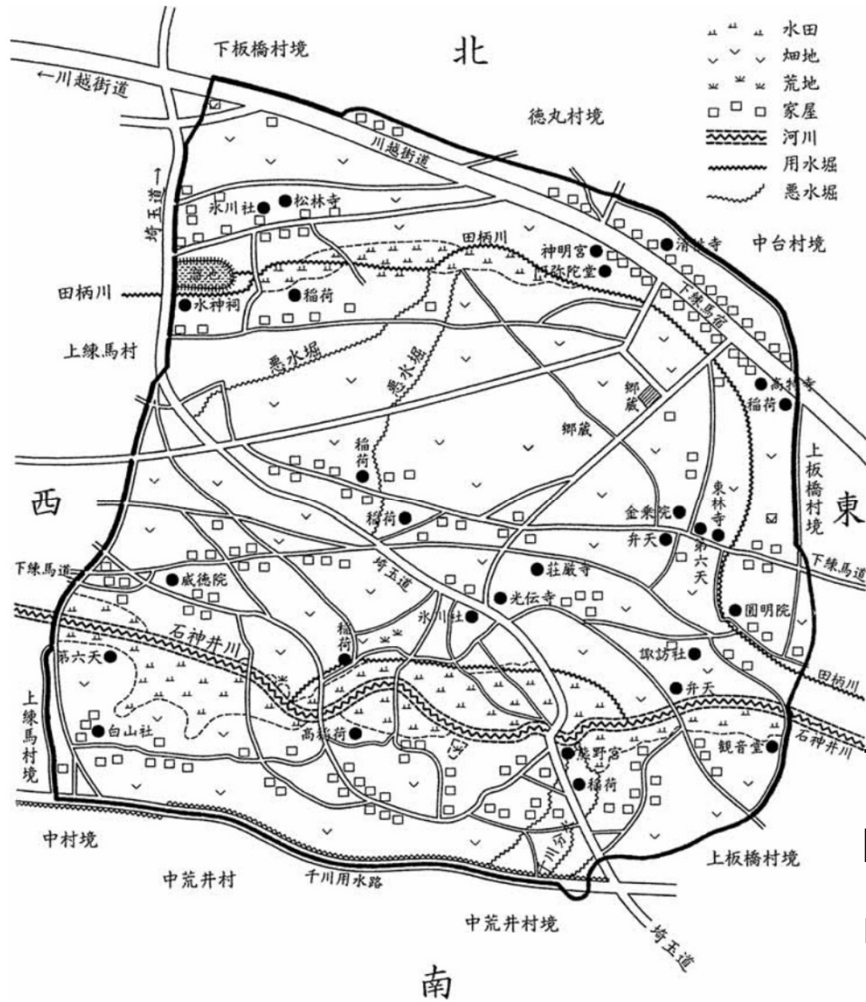 北
下板橋村境
←川越街道
徳丸村境
川越街道
埼玉道→
氷川社
松林寺
田柄川
神明宮
阿弥陀堂
清性寺
中台村境
下練馬宿
田柄川
水神祠
稲荷
上練馬村
悪水堀
悪水堀
郷蔵
郷蔵
稲荷
稲荷
稲荷
上板橋村境
西
東
金乗院
弁天
東林寺
第六天
下練馬道
下練馬道
威徳院
埼玉道
荘厳寺
光伝寺
氷川社
圓明院
石神井川
稲荷
諏訪社
田柄川
第六天
弁天
上練馬村境
白山社
高稲荷
熊野宮
稲荷
観音堂
石神井川
千川分水
中村境
中荒井村
千川用水路
中荒井村境
上板橋村境
埼玉道
南
水田
畑地
荒地
家屋
河川
用水堀
悪水堀